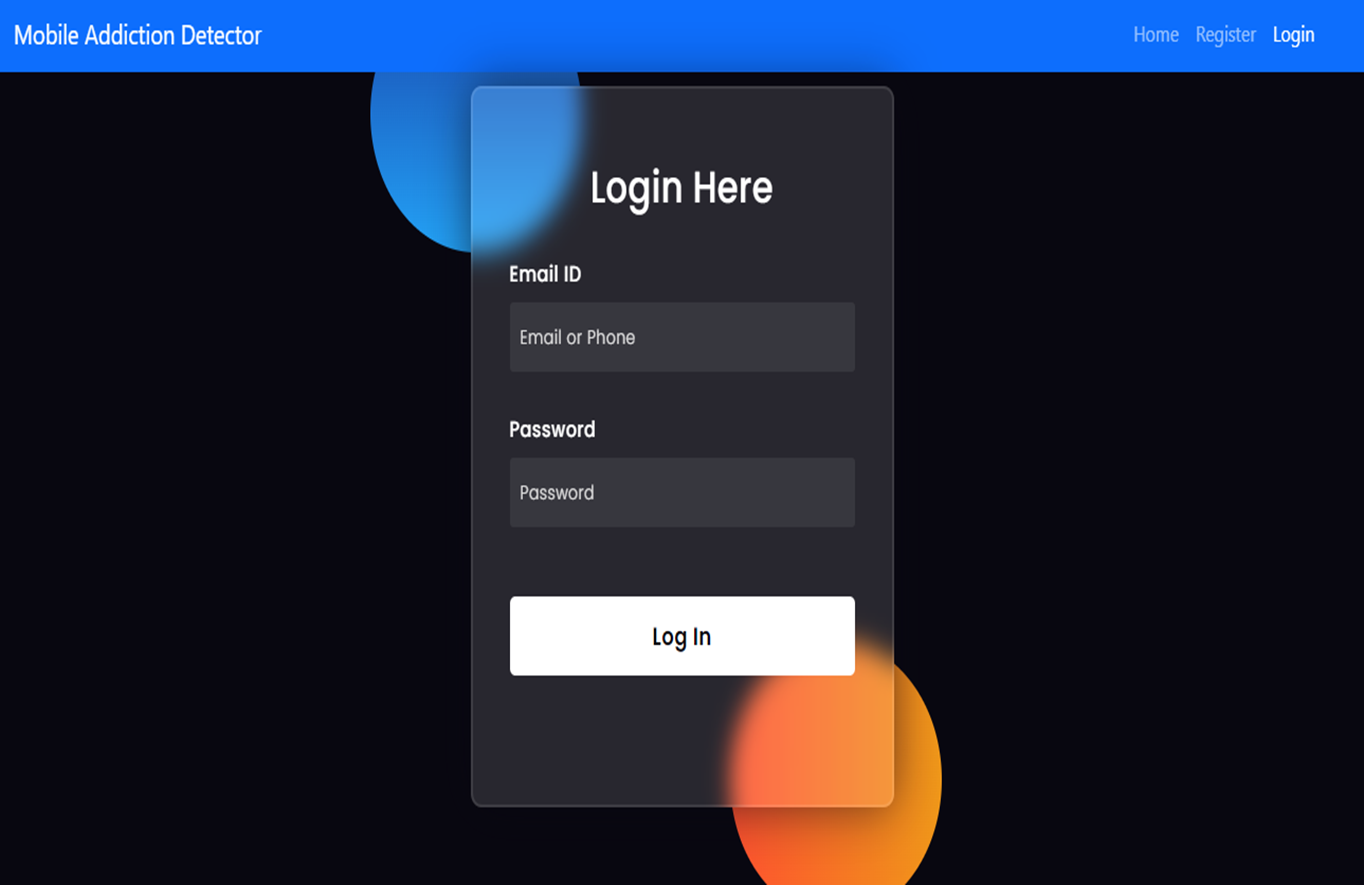 Mobile Addiction Detector
Home Register Login
Login Here
Email ID
Email or Phone
Password
Password
Log In